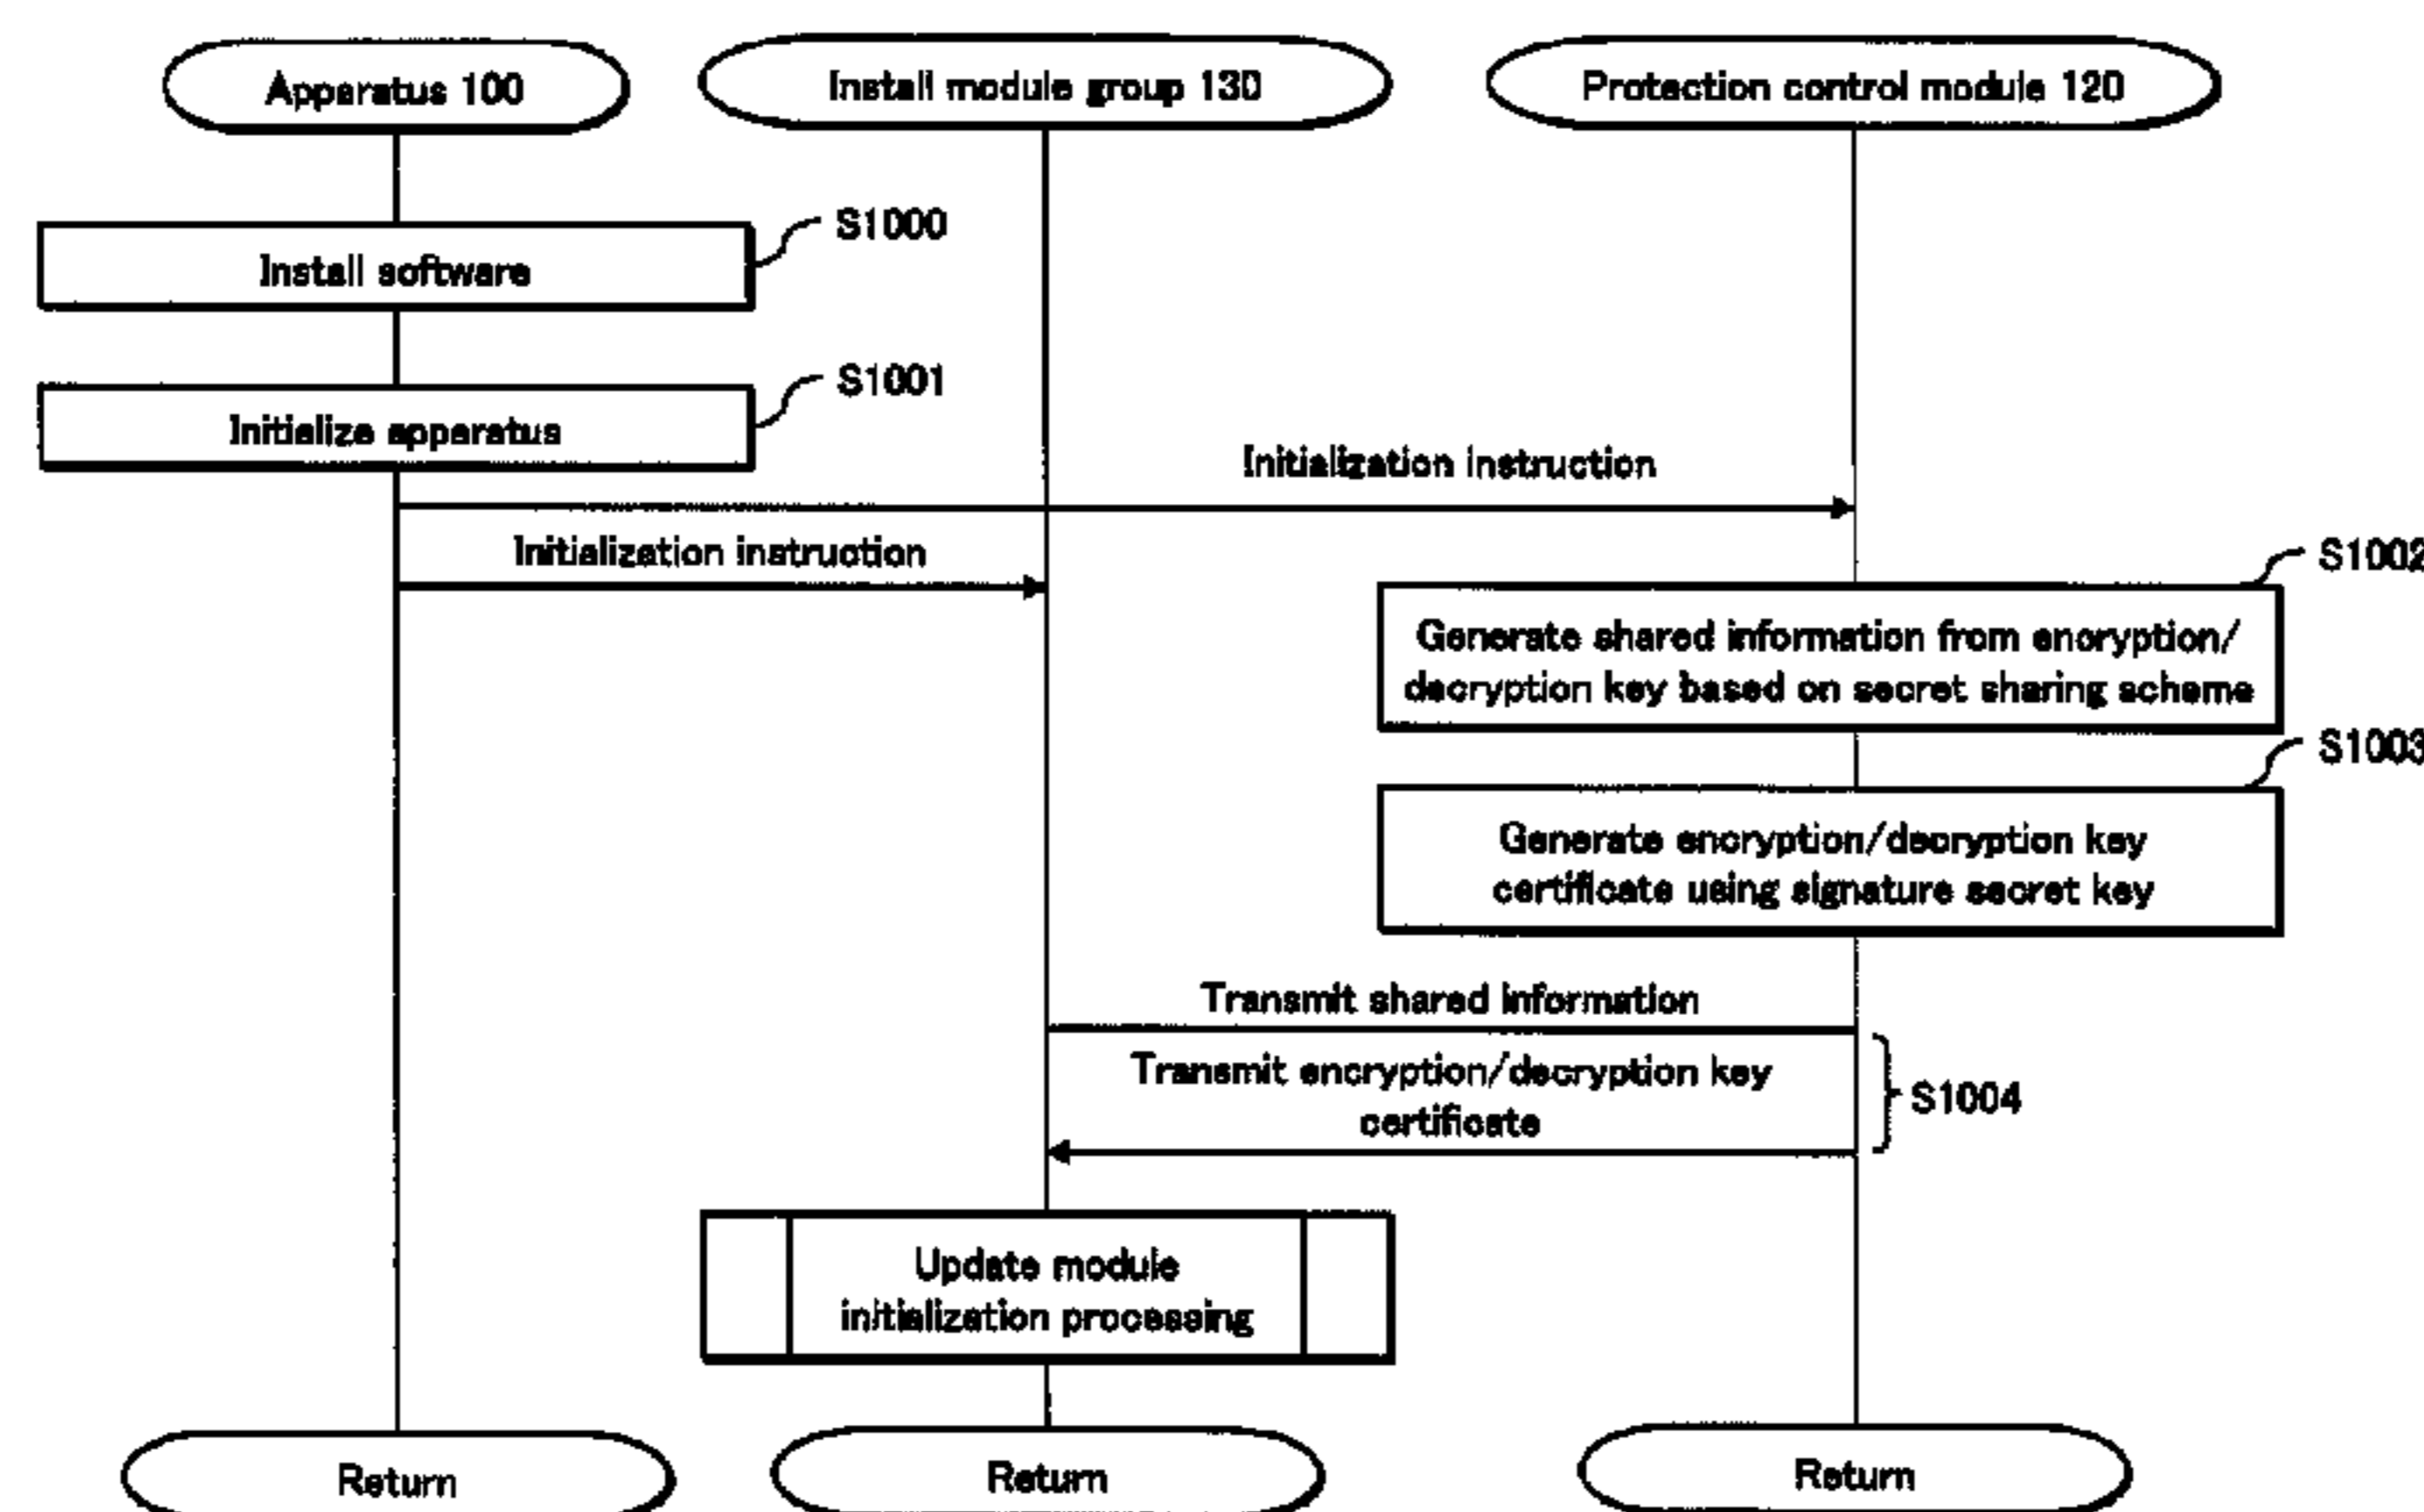 Apparatus 100
Install module group 130
Protection control module 120
S1000
Install software
S1001
Initialize apparatus
Initialization instruction
Initialization instruction
S1002
Generate shared information from encryption/
decryption key based on secret sharing scheme
S1003
Generate encryption/decryption key
certificate using signature secret key
Transmit shared information
Transmit encryption/decryption key
certificate
S1004
Update module
initialization processing
Return
Return
Return